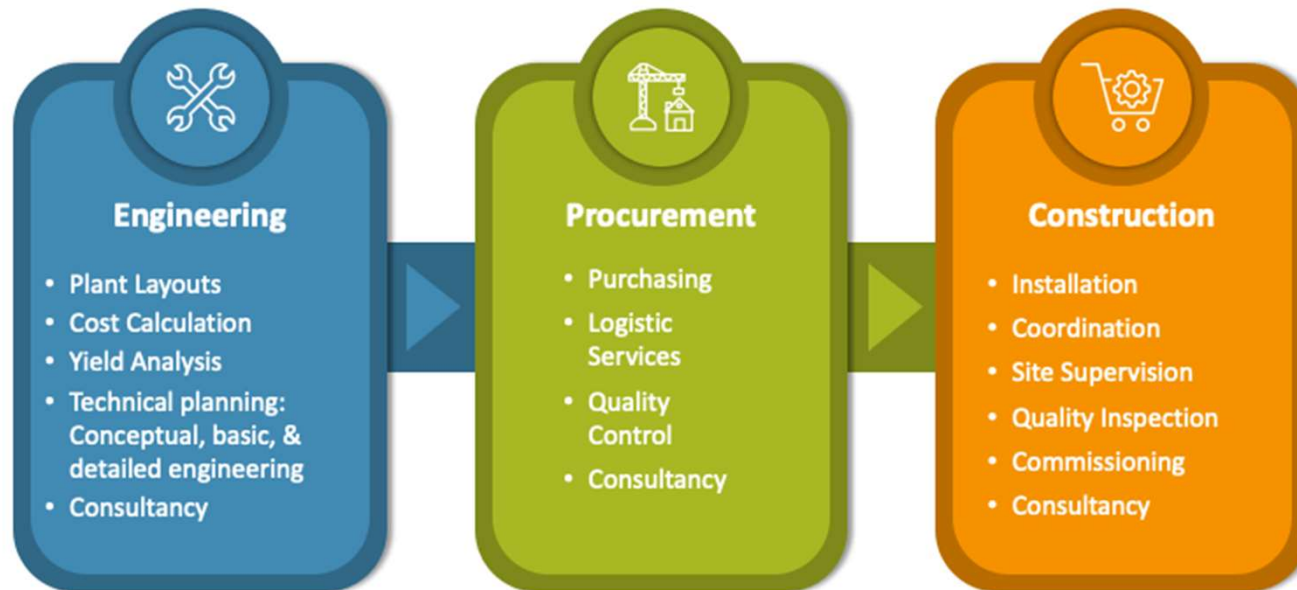 Engineering
• Plant Layouts
• Cost Calculation
• Yield Analysis
• Technical planning:
Conceptual, basic, &
detailed engineering
• Consultancy
Procurement
• Purchasing
• Logistic
Services
• Quality
Control
• Consultancy
Construction
• Installation
• Coordination
• Site Supervision
• Quality Inspection
• Commissioning
• Consultancy